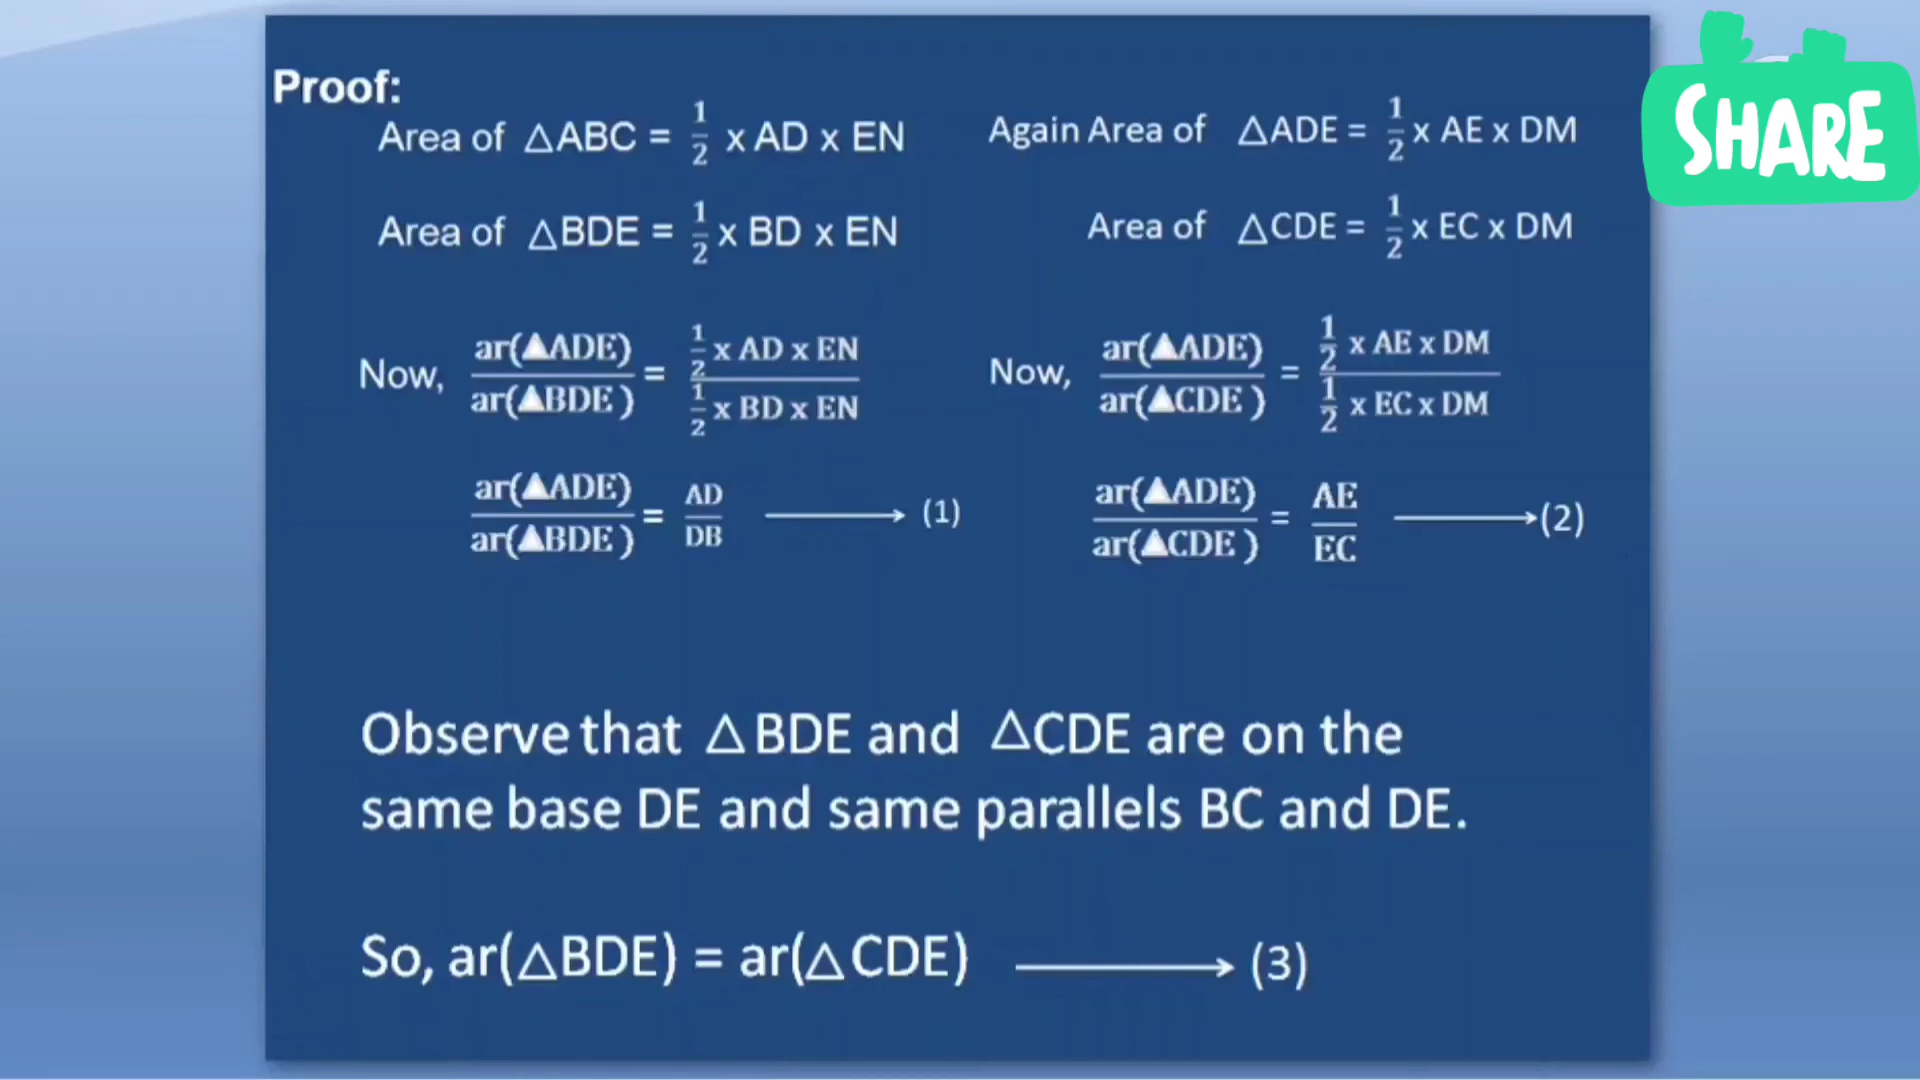 Proof:
Area of △ABC = 1/2 x AD x EN
Area of △BDE = 1/2 x BD x EN
Now, ar(▲ADE)/ar(▲BDE) = (1/2 x AD x EN)/(1/2 x BD x EN)
ar(▲ADE)/ar(▲BDE) = AD/DB ⟶ (1)
Again Area of △ADE = 1/2 x AE x DM
Area of △CDE = 1/2 x EC x DM
Now, ar(▲ADE)/ar(▲CDE) = (1/2 x AE x DM)/(1/2 x EC x DM)
ar(▲ADE)/ar(▲CDE) = AE/EC ⟶ (2)
Observe that △BDE and △CDE are on the
same base DE and same parallels BC and DE.
So, ar(△BDE) = ar(△CDE) ⟶ (3)
SHARE